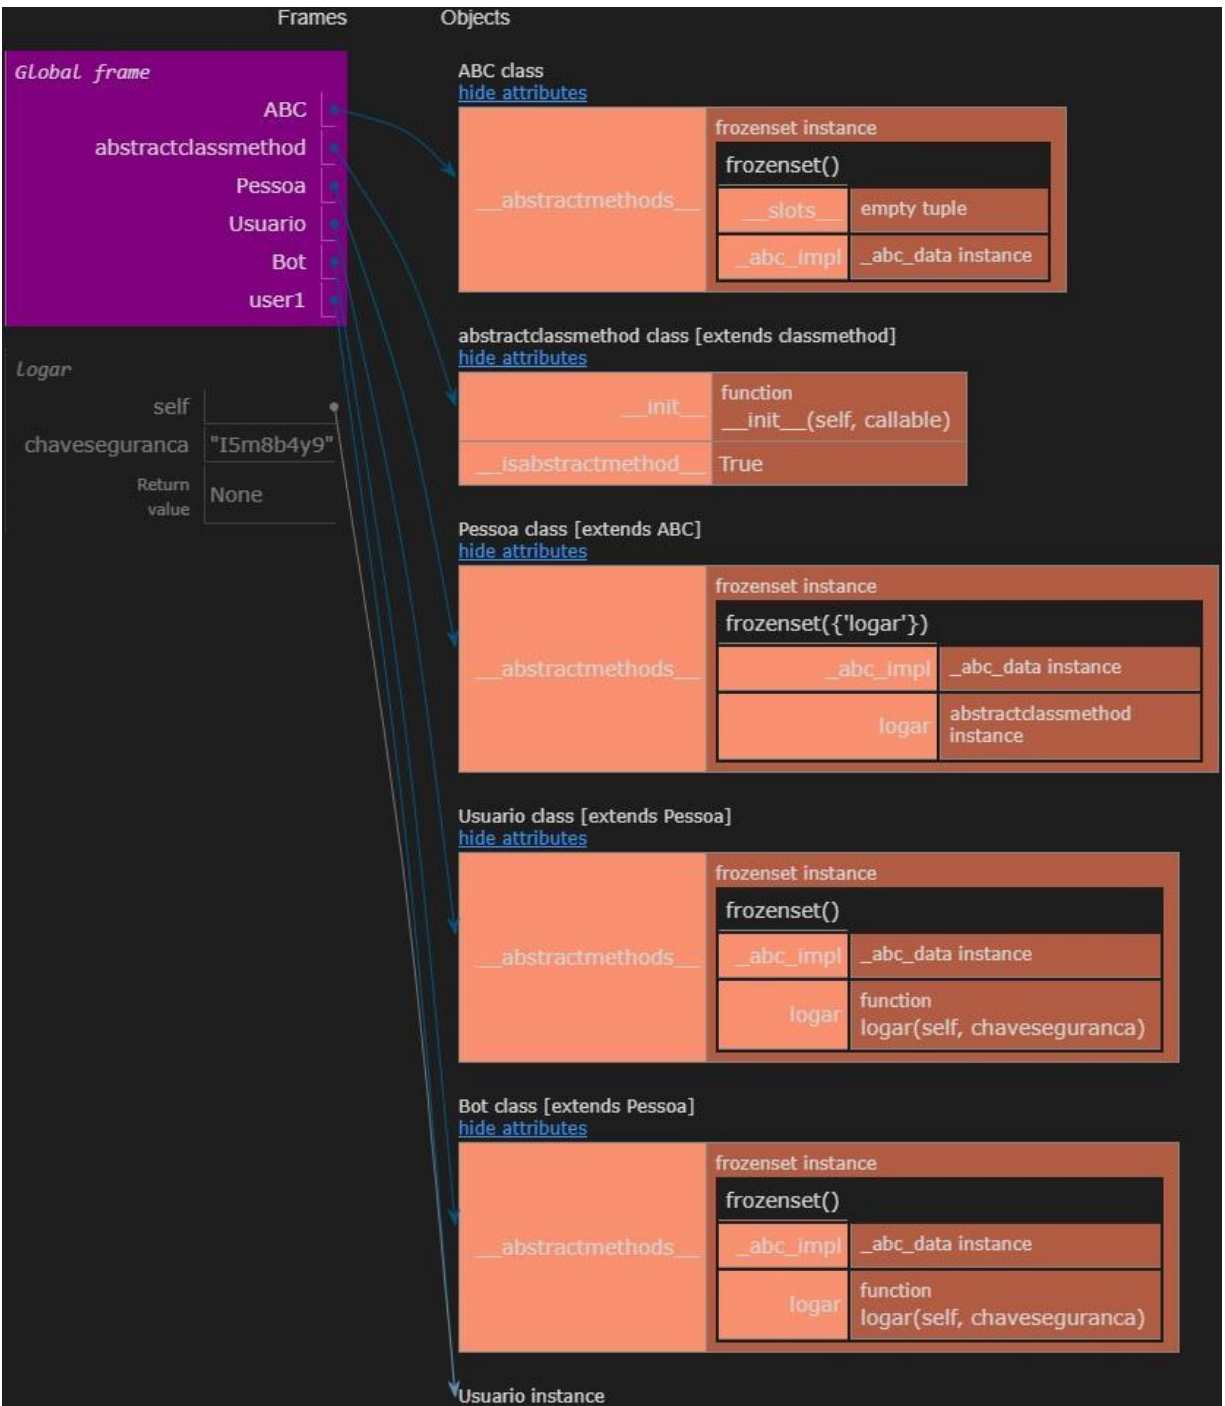 Frames
Objects
Global frame
ABC
abstractclassmethod
Pessoa
Usuario
Bot
user1
logar
self
chaveseguranca "I5m8b4y9"
Return
value
None
ABC class
hide attributes
__abstractmethods__
frozenset instance
frozenset()
__slots__ empty tuple
_abc_impl _abc_data instance
abstractclassmethod class [extends classmethod]
hide attributes
__init__
function
__init__(self, callable)
__isabstractmethod__ True
Pessoa class [extends ABC]
hide attributes
__abstractmethods__
frozenset instance
frozenset({'logar'})
_abc_impl _abc_data instance
logar
abstractclassmethod
instance
Usuario class [extends Pessoa]
hide attributes
__abstractmethods__
frozenset instance
frozenset()
_abc_impl _abc_data instance
logar
function
logar(self, chaveseguranca)
Bot class [extends Pessoa]
hide attributes
__abstractmethods__
frozenset instance
frozenset()
_abc_impl _abc_data instance
logar
function
logar(self, chaveseguranca)
Usuario instance